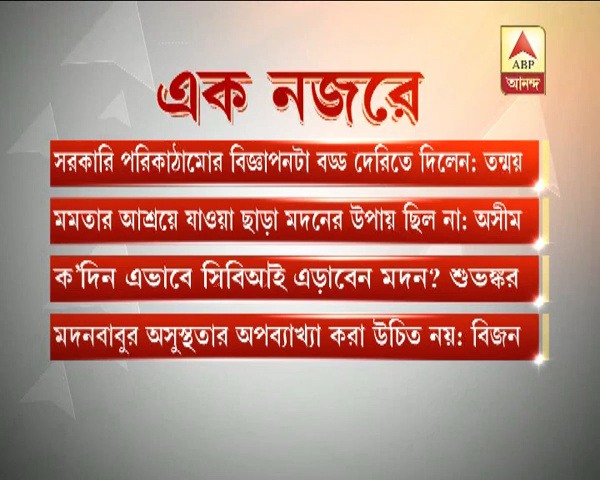 ABP
আনন্দ
এক নজরে
সরকারি পরিকাঠামোর বিজ্ঞাপনটা বড্ড দেরিতে দিলেন: তন্ময়
মমতার আশ্রয়ে যাওয়া ছাড়া মদনের উপায় ছিল না: অসীম
ক’দিন এভাবে সিবিআই এড়াবেন মদন? শুভঙ্কর
মদনবাবুর অসুস্থতার অপব্যাখ্যা করা উচিত নয়: বিজন